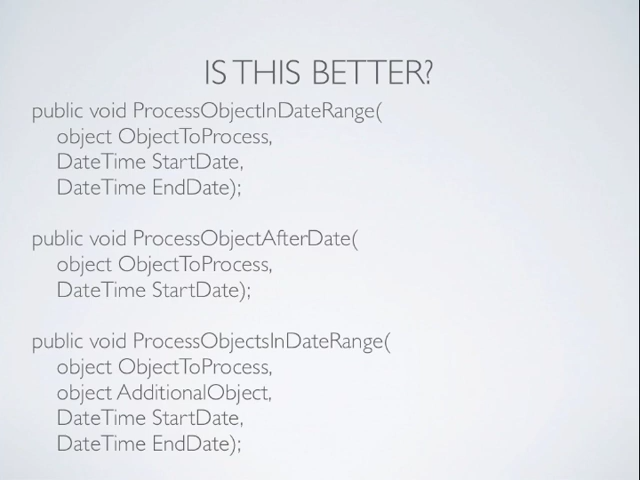 IS THIS BETTER?
public void ProcessObjectInDateRange(
object ObjectToProcess,
DateTime StartDate,
DateTime EndDate);
public void ProcessObjectAfterDate(
object ObjectToProcess,
DateTime StartDate);
public void ProcessObjectsInDateRange(
object ObjectToProcess,
object AdditionalObject,
DateTime StartDate,
DateTime EndDate);